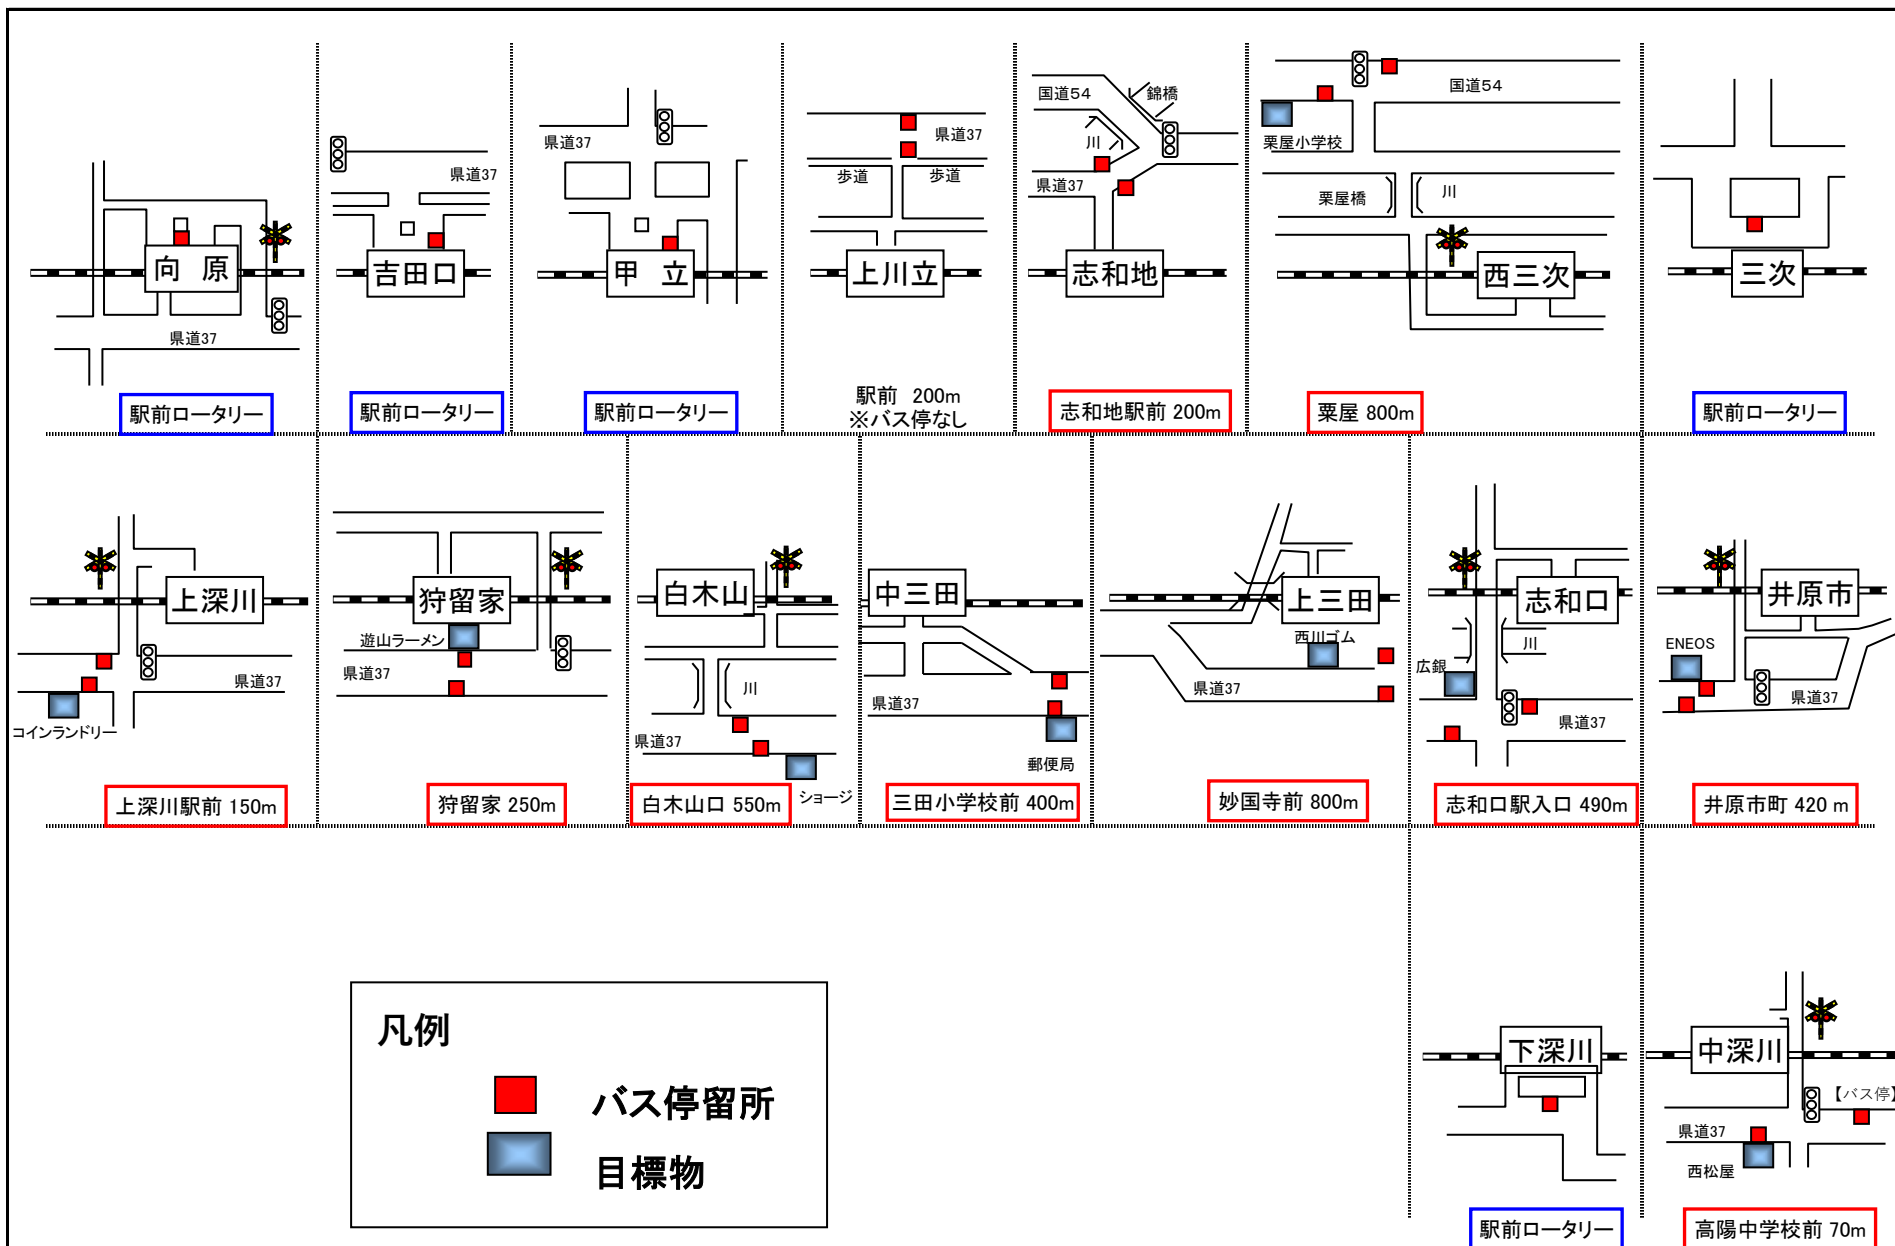 県道37
向 原
県道37
駅前ロータリー
県道37
吉田口
駅前ロータリー
県道37
甲 立
駅前ロータリー
県道37
歩道
歩道
上川立
駅前 200m
※バス停なし
国道54
錦橋
川
県道37
志和地
志和地駅前 200m
国道54
粟屋小学校
粟屋橋
川
西三次
粟屋 800m
三次
駅前ロータリー
上深川
県道37
コインランドリー
上深川駅前 150m
狩留家
遊山ラーメン
県道37
狩留家 250m
白木山
川
県道37
ショージ
白木山口 550m
中三田
県道37
郵便局
三田小学校前 400m
上三田
西川ゴム
県道37
妙国寺前 800m
志和口
川
広銀
県道37
志和口駅入口 490m
井原市
ENEOS
県道37
井原市町 420 m
凡例
バス停留所
目標物
下深川
駅前ロータリー
中深川
【バス停】
県道37
西松屋
高陽中学校前 70m